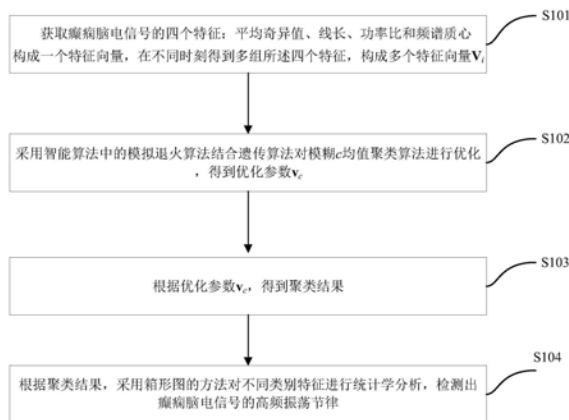 获取癫痫脑电信号的四个特征：平均奇异值、线长、功率比和频谱质心
构成一个特征向量，在不同时刻得到多组所述四个特征，构成多个特征向量Vi
S101
采用智能算法中的模拟退火算法结合遗传算法对模糊c均值聚类算法进行优化
，得到优化参数vc
S102
根据优化参数vc，得到聚类结果
S103
根据聚类结果，采用箱形图的方法对不同类别特征进行统计学分析，检测出
癫痫脑电信号的高频振荡节律
S104